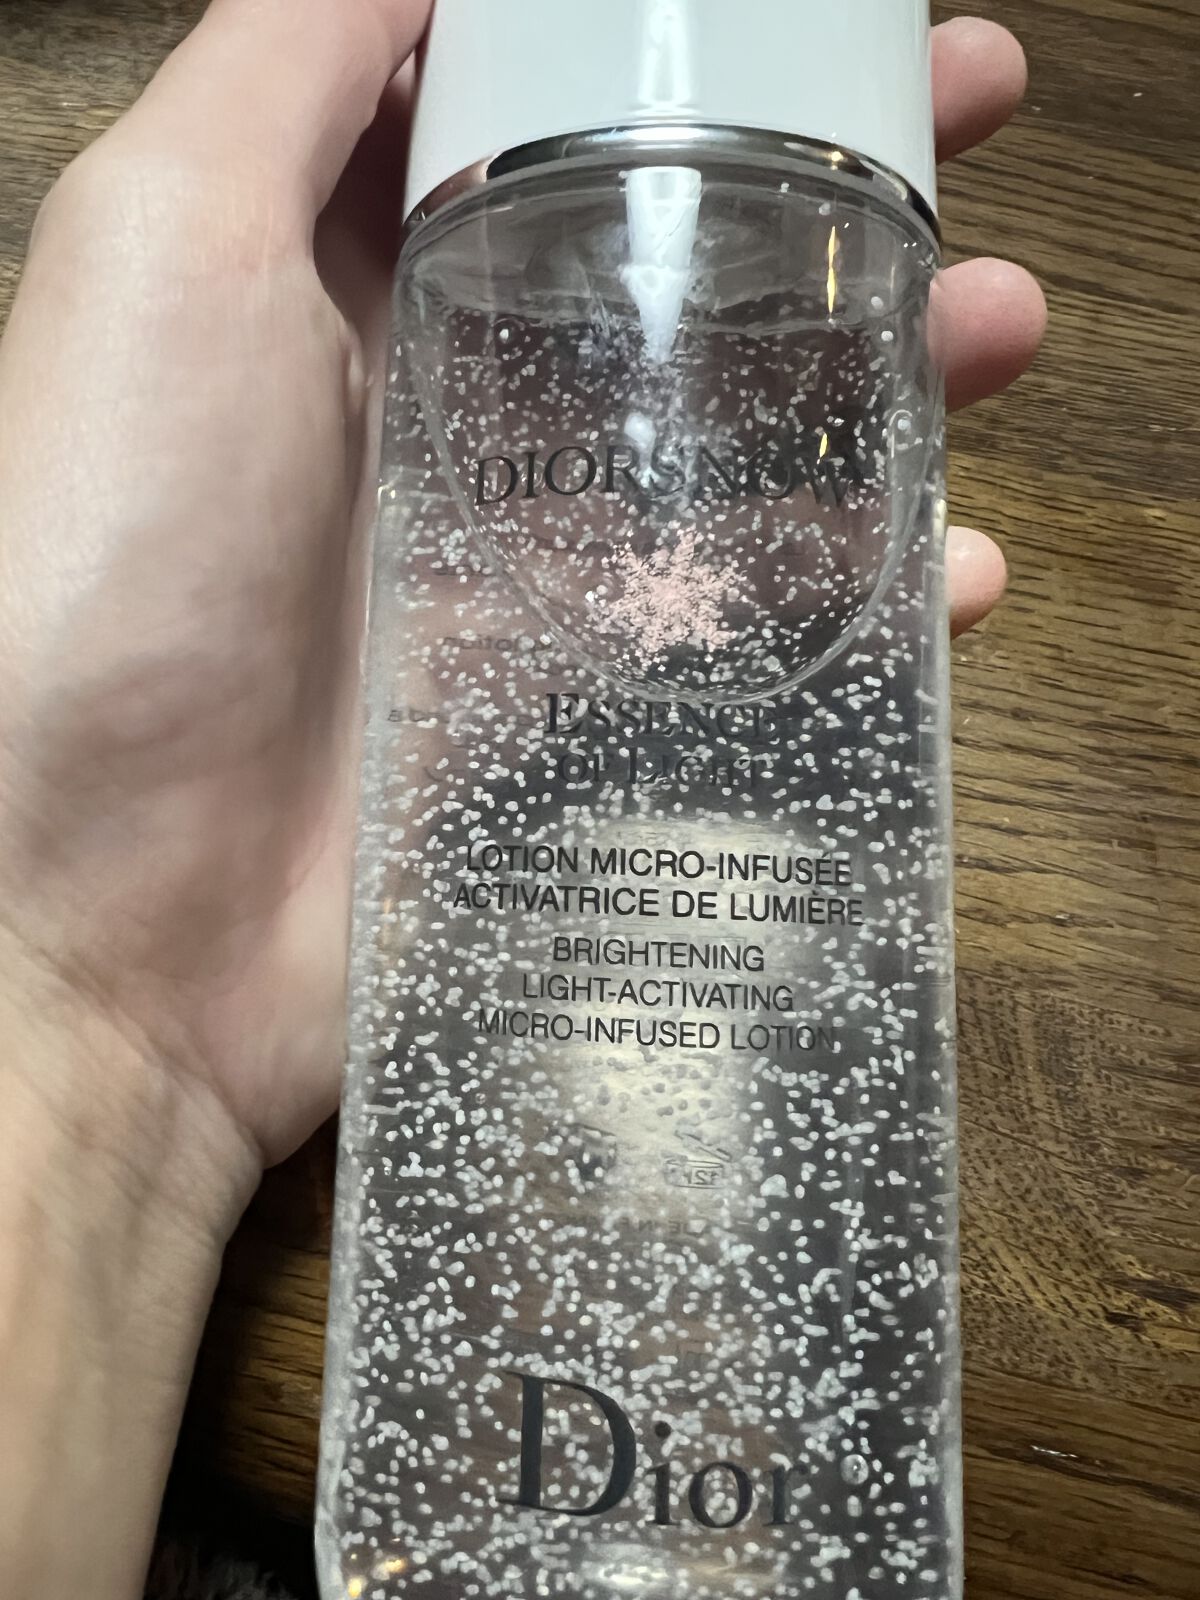 DIORSNOW
ESSENCE
OF LIGHT
LOTION MICRO-INFUSÉE
ACTIVATRICE DE LUMIÈRE
BRIGHTENING
LIGHT-ACTIVATING
MICRO-INFUSED LOTION
Dior